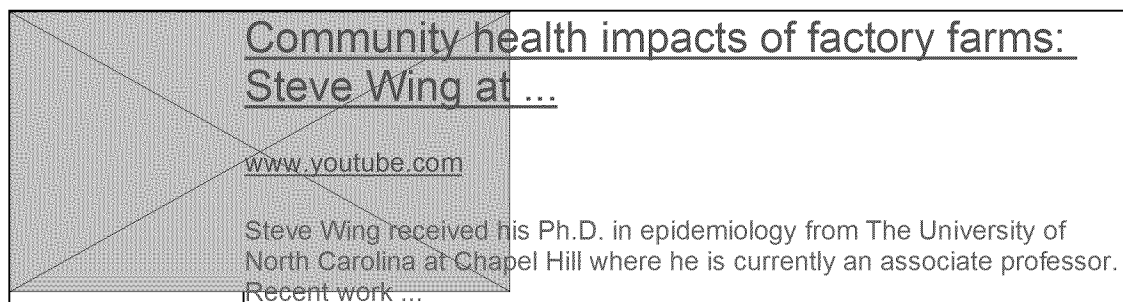 Community health impacts of factory farms:
Steve Wing at ...
www.youtube.com
Steve Wing received his Ph.D. in epidemiology from The University of
North Carolina at Chapel Hill where he is currently an associate professor.
Recent work ...